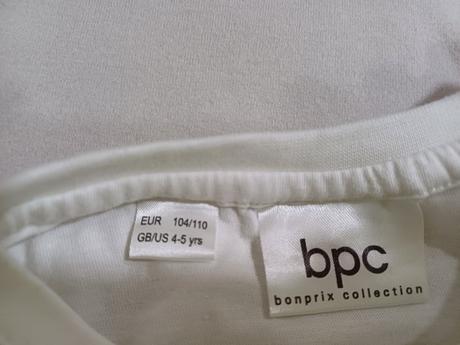 EUR 104/110
GB/US 4-5 yrs
bpc
bonprix collection